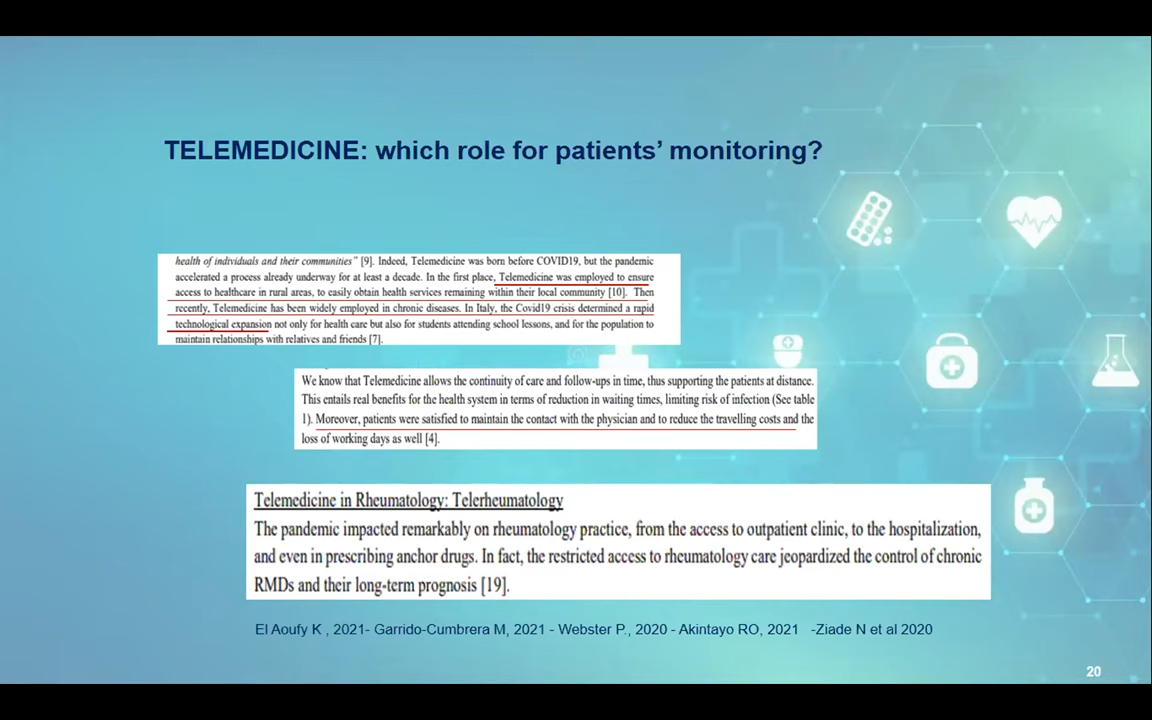 TELEMEDICINE: which role for patients’ monitoring?
health of individuals and their communities” [9]. Indeed, Telemedicine was born before COVID19, but the pandemic
accelerated a process already underway for at least a decade. In the first place, Telemedicine was employed to ensure
access to healthcare in rural areas, to easily obtain health services remaining within their local community [10]. Then
recently, Telemedicine has been widely employed in chronic diseases. In Italy, the Covid19 crisis determined a rapid
technological expansion not only for health care but also for students attending school lessons, and for the population to
maintain relationships with relatives and friends [7].
We know that Telemedicine allows the continuity of care and follow-ups in time, thus supporting the patients at distance.
This entails real benefits for the health system in terms of reduction in waiting times, limiting risk of infection (See table
1). Moreover, patients were satisfied to maintain the contact with the physician and to reduce the travelling costs and the
loss of working days as well [4].
Telemedicine in Rheumatology: Telerheumatology
The pandemic impacted remarkably on rheumatology practice, from the access to outpatient clinic, to the hospitalization,
and even in prescribing anchor drugs. In fact, the restricted access to rheumatology care jeopardized the control of chronic
RMDs and their long-term prognosis [19].
El Aoufy K , 2021- Garrido-Cumbrera M, 2021 - Webster P., 2020 - Akintayo RO, 2021 -Ziade N et al 2020
20